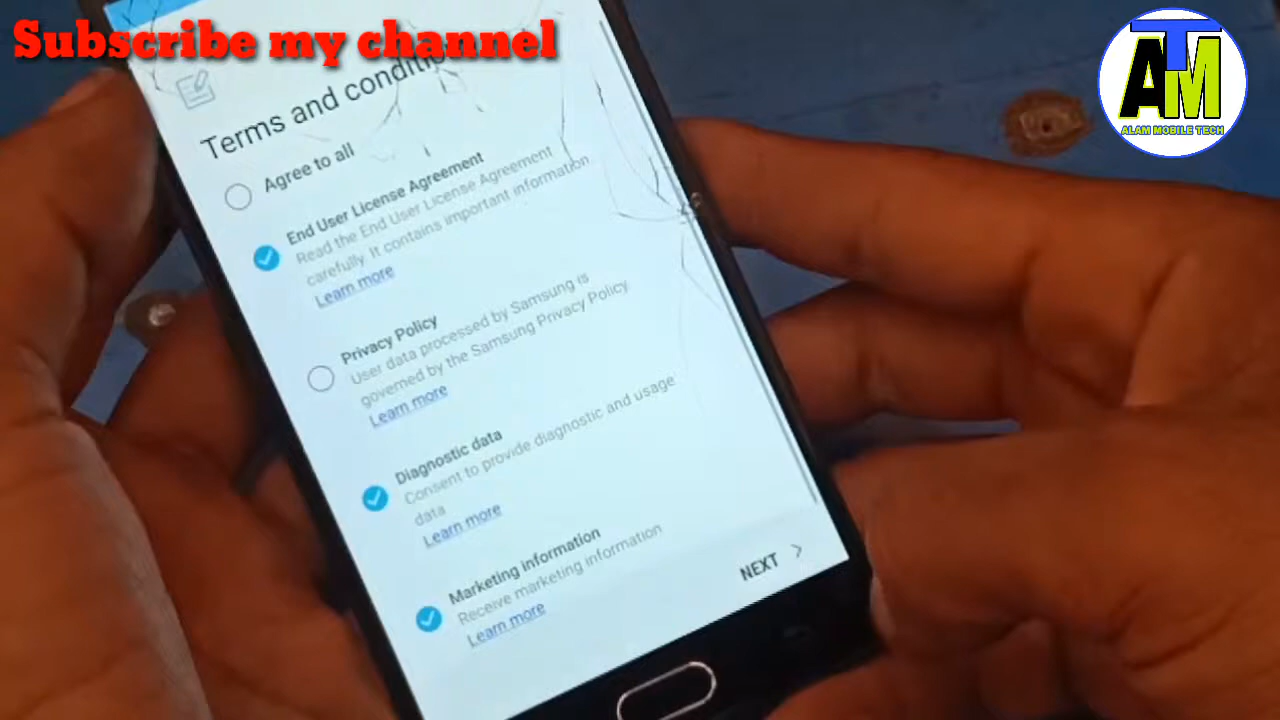 Subscribe my channel
ATM
ALAM MOBILE TECH
Terms and conditio
Agree to all
End User License Agreement
Read the End User License Agreement
carefully. It contains important information.
Learn more
Privacy Policy
User data processed by Samsung is
governed by the Samsung Privacy Policy.
Learn more
Diagnostic data
Consent to provide diagnostic and usage
data
Learn more
Marketing information
Receive marketing information
Learn more
NEXT